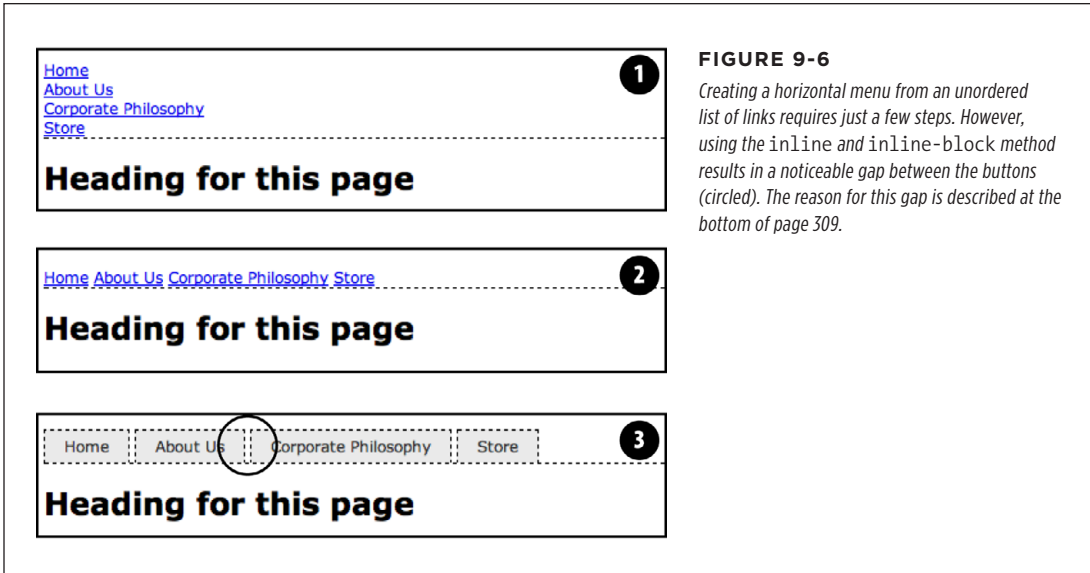 Home
About Us
Corporate Philosophy
Store
1
Heading for this page
Home About Us Corporate Philosophy Store
2
Heading for this page
Home About Us Corporate Philosophy Store
3
Heading for this page
FIGURE 9-6
Creating a horizontal menu from an unordered
list of links requires just a few steps. However,
using the inline and inline-block method
results in a noticeable gap between the buttons
(circled). The reason for this gap is described at the
bottom of page 309.